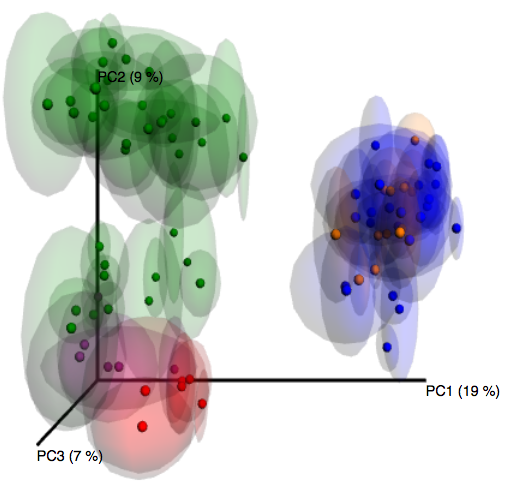 PC2 (9 %)
PC1 (19 %)
PC3 (7 %)